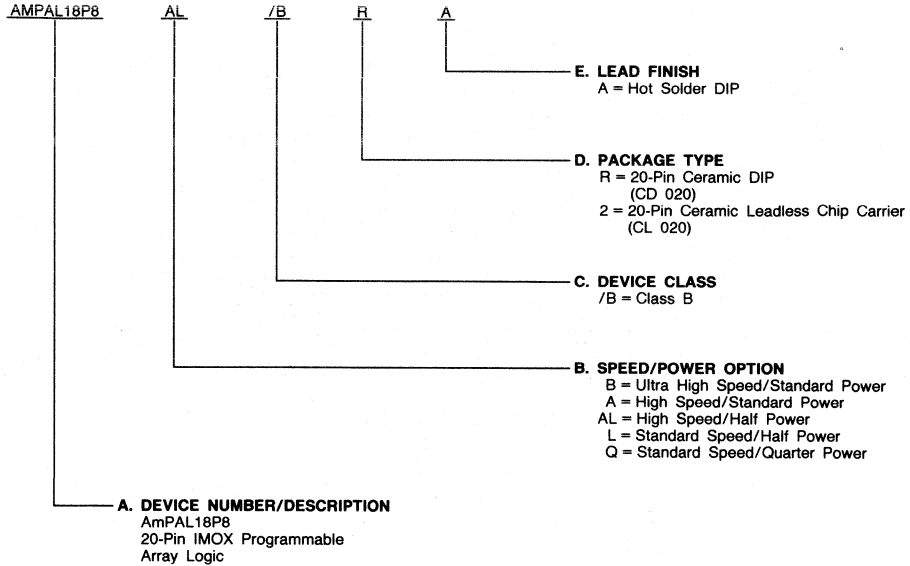 AMPAL18P8 AL /B R A
E. LEAD FINISH
A = Hot Solder DIP
D. PACKAGE TYPE
R = 20-Pin Ceramic DIP
(CD 020)
2 = 20-Pin Ceramic Leadless Chip Carrier
(CL 020)
C. DEVICE CLASS
/B = Class B
B. SPEED/POWER OPTION
B = Ultra High Speed/Standard Power
A = High Speed/Standard Power
AL = High Speed/Half Power
L = Standard Speed/Half Power
Q = Standard Speed/Quarter Power
A. DEVICE NUMBER/DESCRIPTION
AmPAL18P8
20-Pin IMOX Programmable
Array Logic